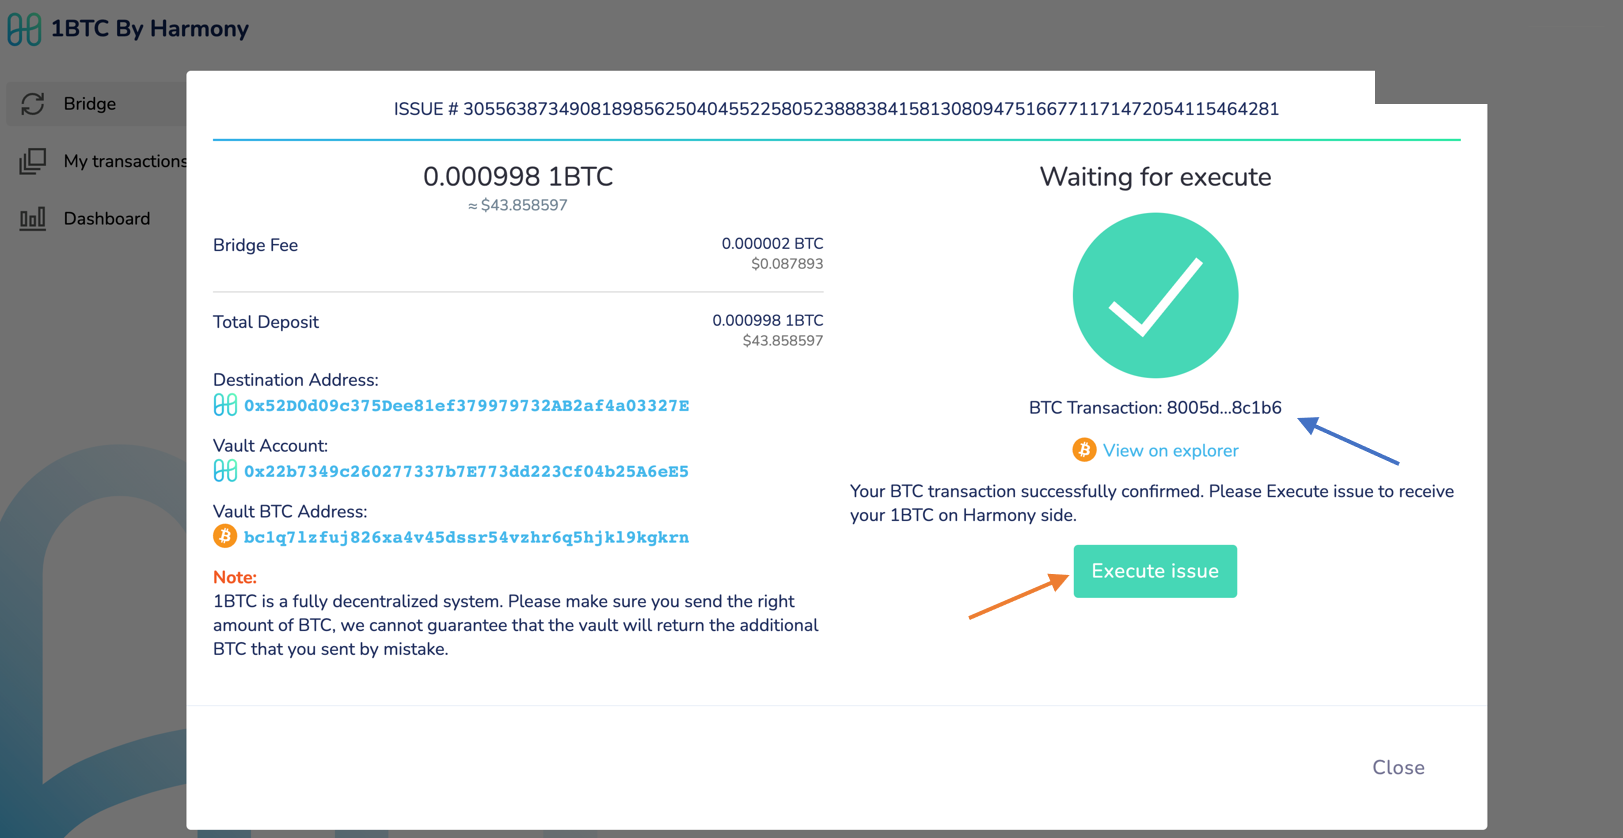 1BTC By Harmony
Bridge
My transactions
Dashboard
ISSUE # 30556387349081898562504045522580523888384158130809475166771171472054115464281
0.000998 1BTC
≈ $43.858597
Bridge Fee
0.000002 BTC
$0.087893
Total Deposit
0.000998 1BTC
$43.858597
Destination Address:
0x52D0d09c375Dee81ef379979732AB2af4a03327E
Vault Account:
0x22b7349c260277337b7E773dd223Cf04b25A6eE5
Vault BTC Address:
bc1q7lzfuj826xa4v45dssr54vzhr6q5hjkl9kgkrn
Note:
1BTC is a fully decentralized system. Please make sure you send the right
amount of BTC, we cannot guarantee that the vault will return the additional
BTC that you sent by mistake.
Waiting for execute
BTC Transaction: 8005d...8c1b6
View on explorer
Your BTC transaction successfully confirmed. Please Execute issue to receive
your 1BTC on Harmony side.
Execute issue
Close